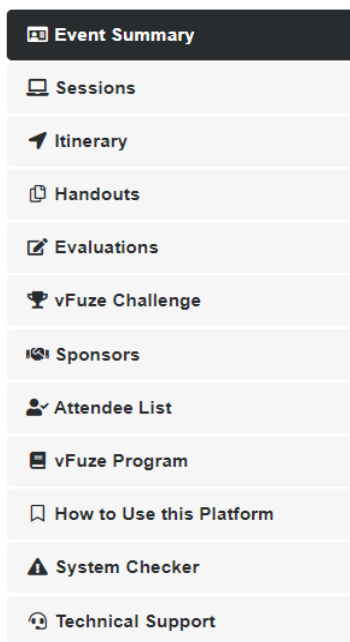 Event Summary
Sessions
Itinerary
Handouts
Evaluations
vFuze Challenge
Sponsors
Attendee List
vFuze Program
How to Use this Platform
System Checker
Technical Support